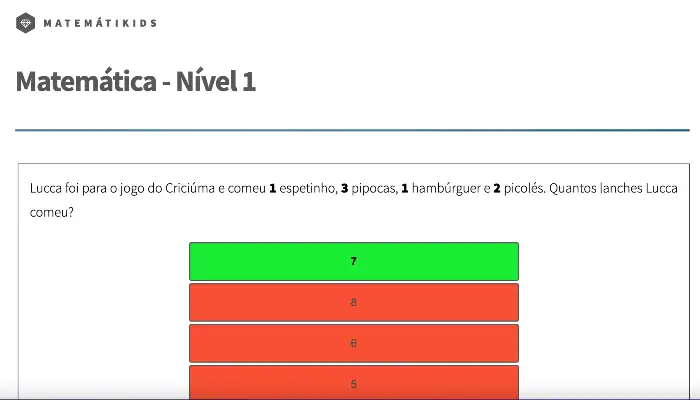 MATEMÁTIKIDS
Matemática - Nível 1
Lucca foi para o jogo do Criciúma e comeu 1 espetinho, 3 pipocas, 1 hambúrguer e 2 picolés. Quantos lanches Lucca
comeu?
7
8
6
5